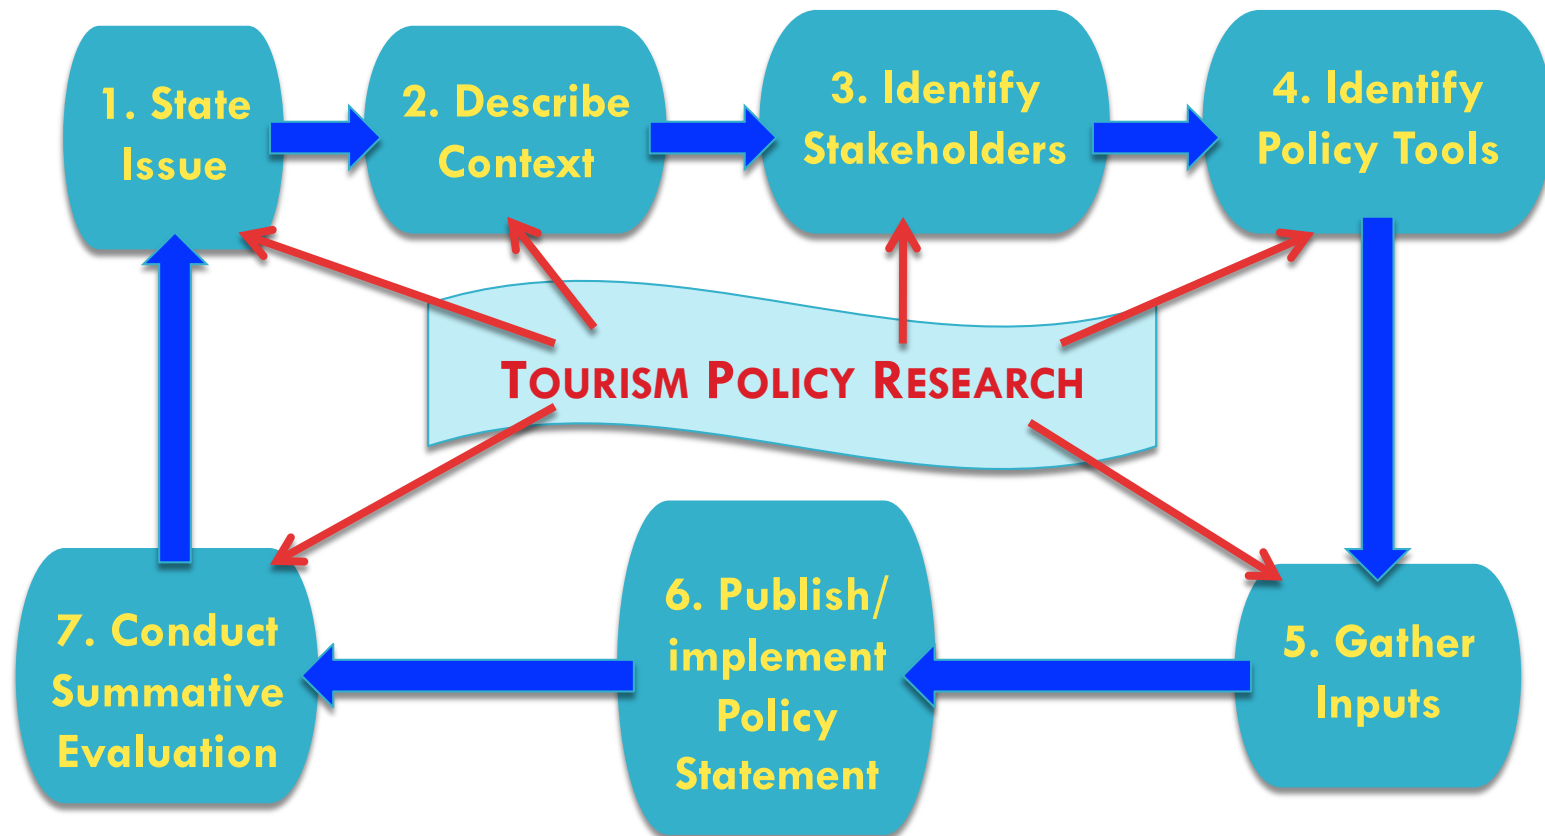 1. State
Issue
2. Describe
Context
3. Identify
Stakeholders
4. Identify
Policy Tools
TOURISM POLICY RESEARCH
5. Gather
Inputs
6. Publish/
implement
Policy
Statement
7. Conduct
Summative
Evaluation